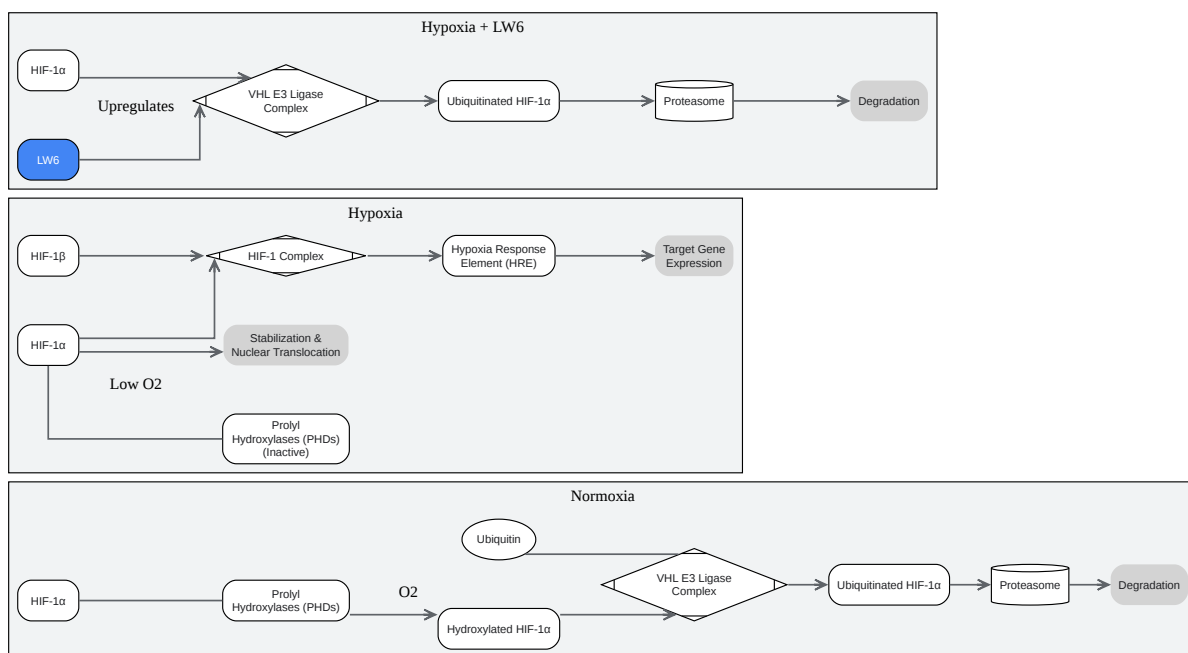 Hypoxia + LW6
HIF-1α
VHL E3 Ligase
Complex
Ubiquitinated HIF-1α
Proteasome
Degradation
Upregulates
LW6
Hypoxia
HIF-1β
HIF-1 Complex
Hypoxia Response
Element (HRE)
Target Gene
Expression
HIF-1α
Stabilization &
Nuclear Translocation
Low O2
Prolyl
Hydroxylases (PHDs)
(Inactive)
Normoxia
Ubiquitin
HIF-1α
Prolyl
Hydroxylases (PHDs)
O2
Hydroxylated HIF-1α
VHL E3 Ligase
Complex
Ubiquitinated HIF-1α
Proteasome
Degradation